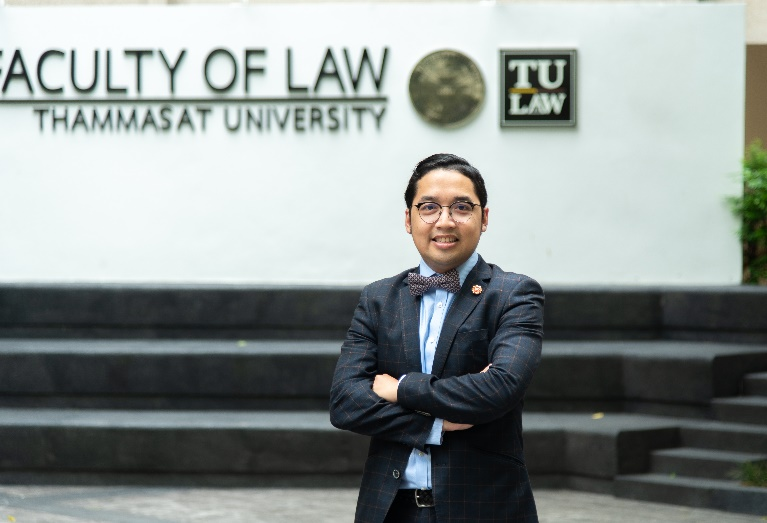 FACULTY OF LAW
THAMMASAT UNIVERSITY
TU
LAW